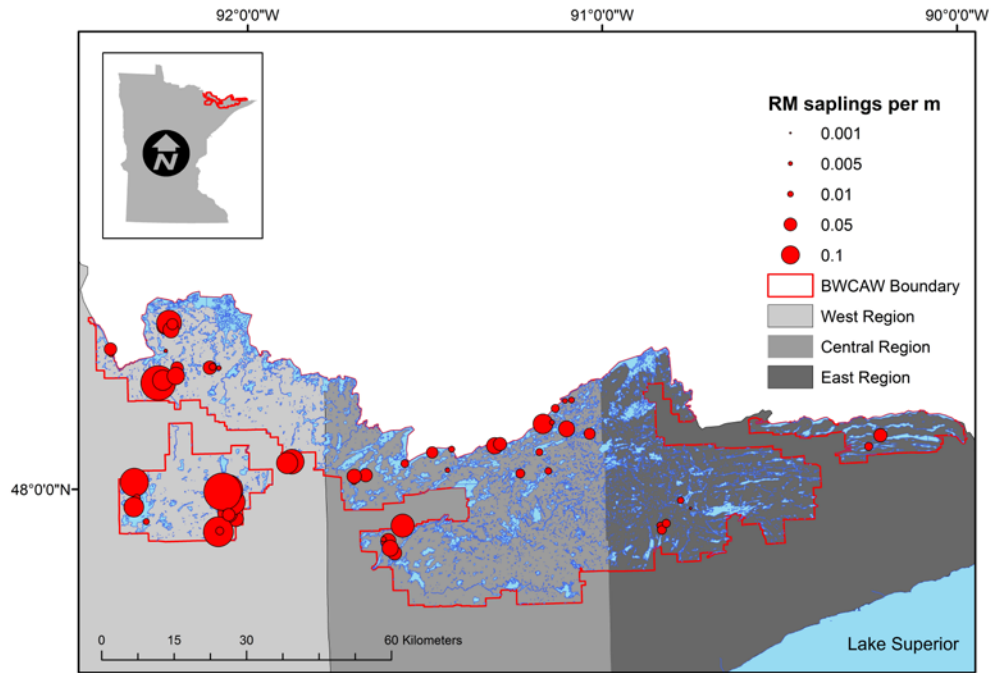 92°0'0"W
91°0'0"W
90°0'0"W
N
RM saplings per m
0.001
0.005
0.01
0.05
0.1
BWCAW Boundary
West Region
Central Region
East Region
48°0'0"N
0 15 30 60 Kilometers
Lake Superior